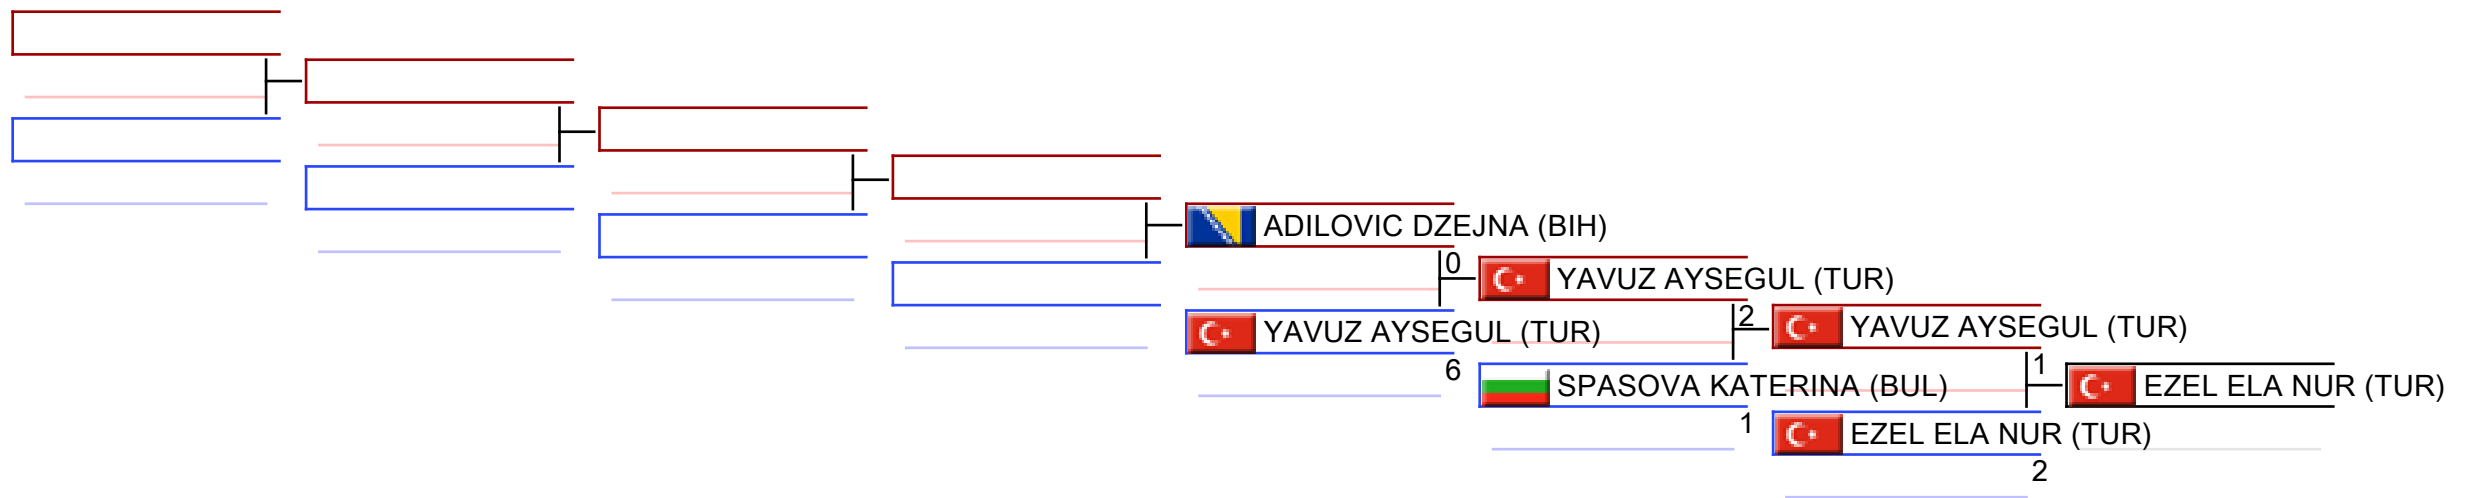 ADILOVIC DZEJNA (BIH)
0
YAVUZ AYSEGUL (TUR)
6
YAVUZ AYSEGUL (TUR)
2
SPASOVA KATERINA (BUL)
1
YAVUZ AYSEGUL (TUR)
1
EZEL ELA NUR (TUR)
2
EZEL ELA NUR (TUR)